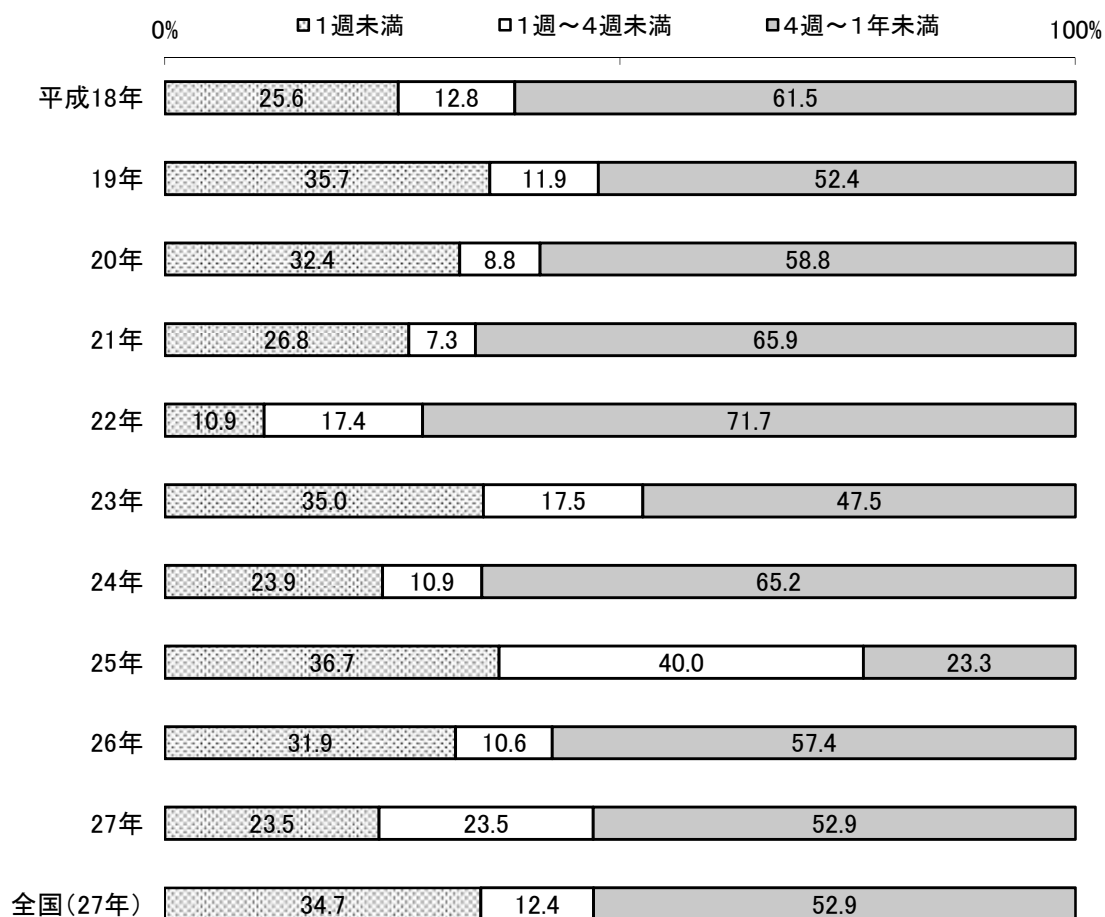 0% 1週未満 1週～4週未満 4週～1年未満 100%
平成18年 25.6 12.8 61.5
19年 35.7 11.9 52.4
20年 32.4 8.8 58.8
21年 26.8 7.3 65.9
22年 10.9 17.4 71.7
23年 35.0 17.5 47.5
24年 23.9 10.9 65.2
25年 36.7 40.0 23.3
26年 31.9 10.6 57.4
27年 23.5 23.5 52.9
全国（27年） 34.7 12.4 52.9